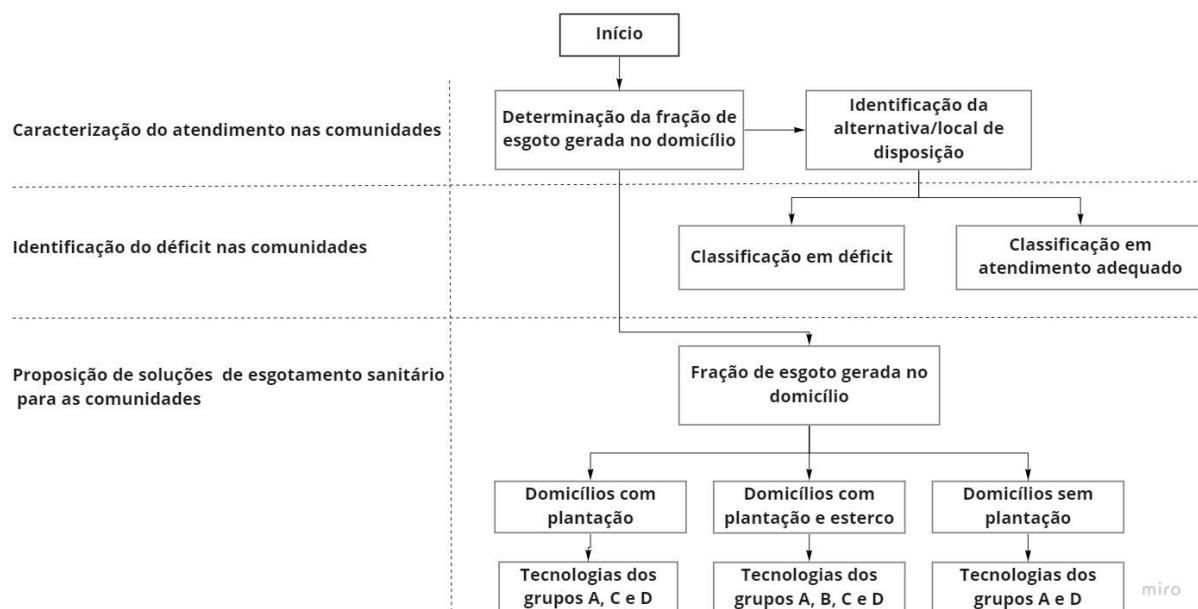 Início
Caracterização do atendimento nas comunidades
Determinação da fração de
esgoto gerada no domicílio
Identificação da
alternativa/local de
disposição
Identificação do déficit nas comunidades
Classificação em déficit
Classificação em
atendimento adequado
Proposição de soluções de esgotamento sanitário
para as comunidades
Fração de esgoto gerada no
domicílio
Domicílios com
plantação
Domicílios com
plantação e esterco
Domicílios sem
plantação
Tecnologias dos
grupos A, C e D
Tecnologias dos
grupos A, B, C e D
Tecnologias dos
grupos A e D
miro